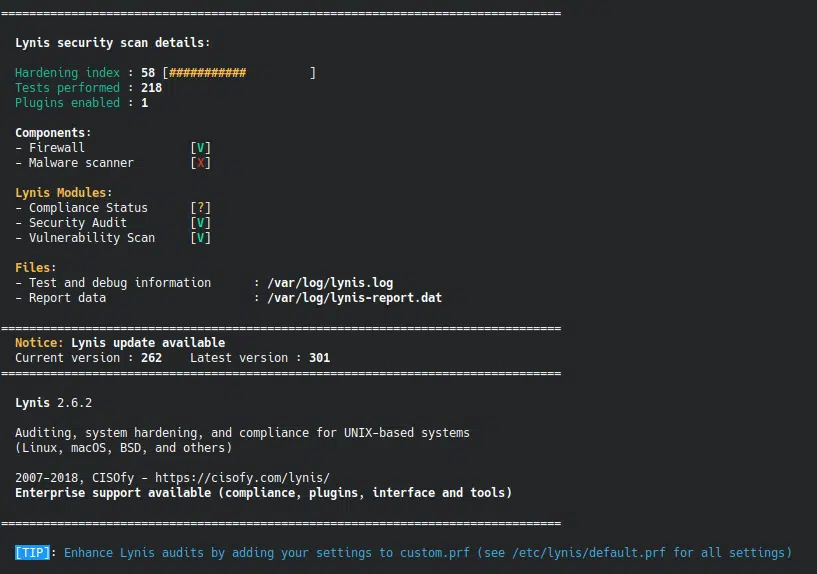 ================================================================================
Lynis security scan details:
Hardening index : 58 [###########         ]
Tests performed : 218
Plugins enabled : 1
Components:
- Firewall               [V]
- Malware scanner        [X]
Lynis Modules:
- Compliance Status      [?]
- Security Audit         [V]
- Vulnerability Scan     [V]
Files:
- Test and debug information      : /var/log/lynis.log
- Report data                     : /var/log/lynis-report.dat
================================================================================
Notice: Lynis update available
Current version : 262    Latest version : 301
================================================================================
Lynis 2.6.2
Auditing, system hardening, and compliance for UNIX-based systems
(Linux, macOS, BSD, and others)
2007-2018, CISOfy - https://cisofy.com/lynis/
Enterprise support available (compliance, plugins, interface and tools)
================================================================================
[TIP]: Enhance Lynis audits by adding your settings to custom.prf (see /etc/lynis/default.prf for all settings)